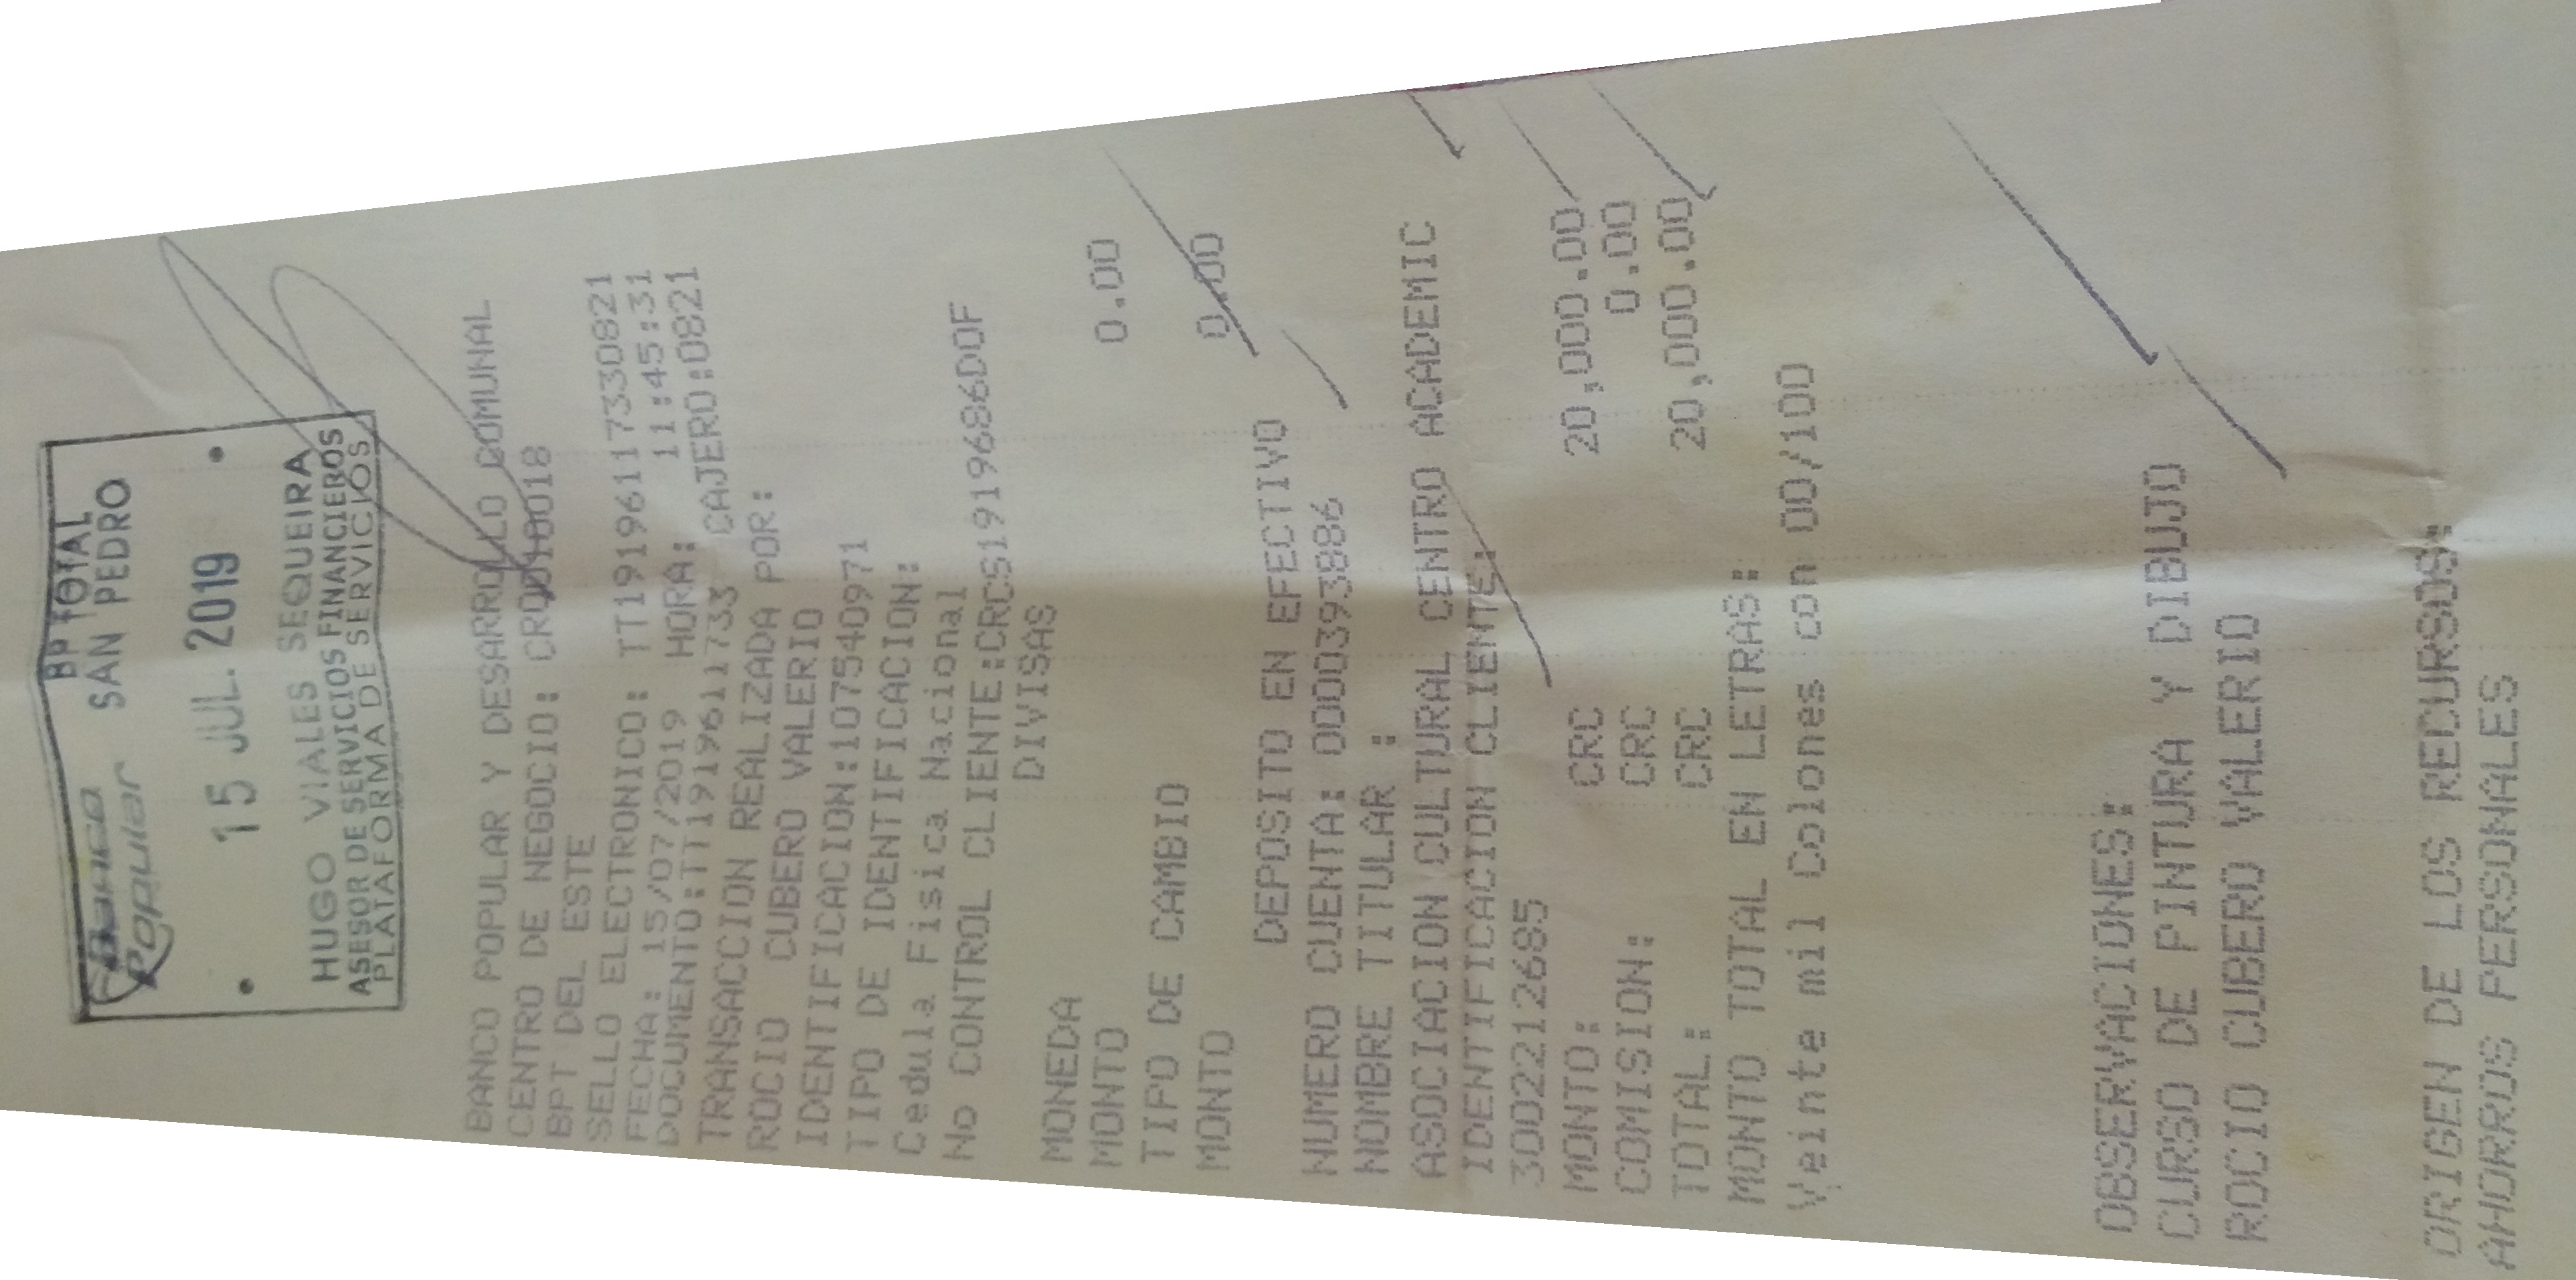 BP TOTAL
Banco Popular SAN PEDRO
15 JUL. 2019
HUGO VIALES SEQUEIRA
ASESOR DE SERVICIOS FINANCIEROS
PLATAFORMA DE SERVICIOS
BANCO POPULAR Y DESARROLLO COMUNAL
CENTRO DE NEGOCIO: CR0010018
BPT DEL ESTE
SELLO ELECTRONICO: TT19196117330821
FECHA: 15/07/2019 HORA: 11:45:31
DOCUMENTO:TT1919611733 CAJERO:0821
TRANSACCION REALIZADA POR:
ROCIO CUBERO VALERIO
IDENTIFICACION:107540971
TIPO DE IDENTIFICACION:
Cedula Fisica Nacional
No CONTROL CLIENTE:CRCS1919686D0F
DIVISAS
MONEDA
MONTO 0.00
TIPO DE CAMBIO
MONTO 0.00
DEPOSITO EN EFECTIVO
NUMERO CUENTA: 0000393886
NOMBRE TITULAR :
ASOCIACION CULTURAL CENTRO ACADEMIC
IDENTIFICACION CLIENTE:
3002212685
MONTO: CRC 20,000.00
COMISION: CRC 0.00
TOTAL: CRC 20,000.00
MONTO TOTAL EN LETRAS:
Veinte mil Colones con 00/100
OBSERVACIONES:
CURSO DE PINTURA Y DIBUJO
ROCIO CUBERO VALERIO
ORIGEN DE LOS RECURSOS:
AHORROS PERSONALES